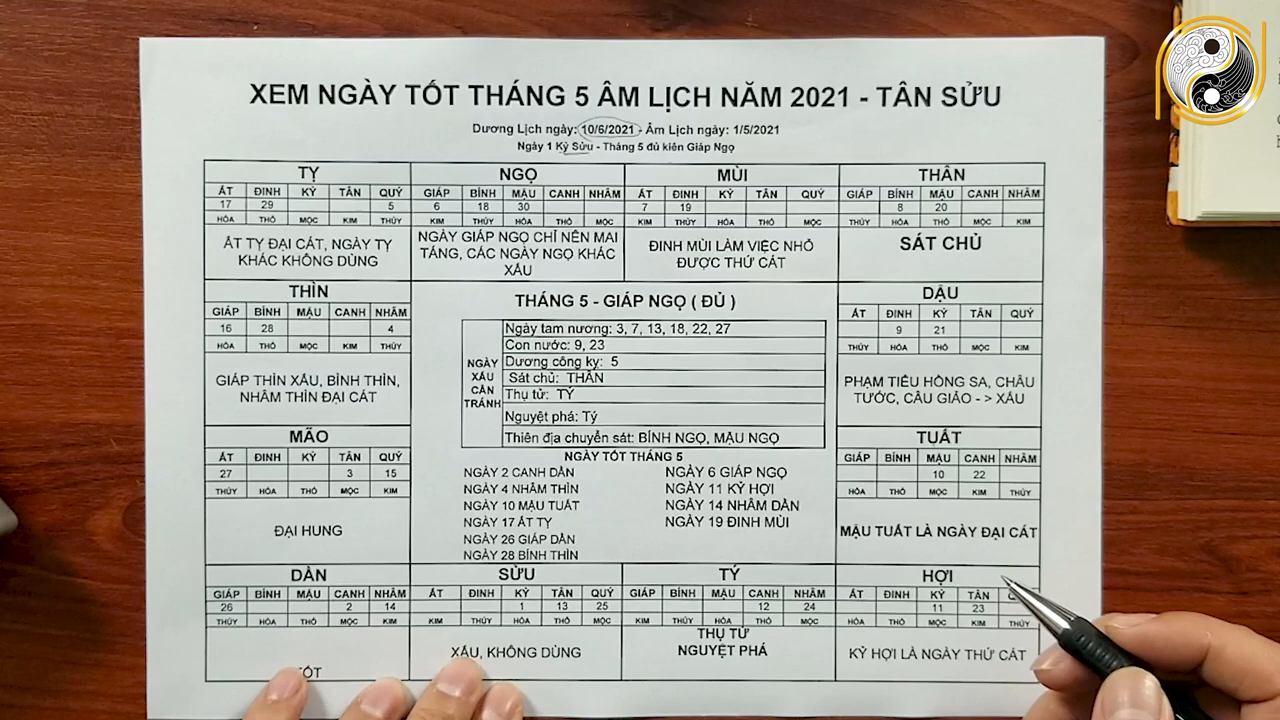 XEM NGÀY TỐT THÁNG 5 ÂM LỊCH NĂM 2021 - TÂN SỬU
Dương Lịch ngày: 10/6/2021 - Âm Lịch ngày: 1/5/2021
Ngày 1 Kỷ Sửu - Tháng 5 đủ kiến Giáp Ngọ
TỴ NGỌ MÙI THÂN
ẤT ĐINH KỶ TÂN QUÝ GIÁP BÍNH MẬU CANH NHÂM ẤT ĐINH KỶ TÂN QUÝ GIÁP BÍNH MẬU CANH NHÂM
17 29 5 6 18 30 7 19 8 20
HỎA THỔ MỘC KIM THỦY KIM THỦY HỎA THỔ MỘC KIM THỦY HỎA THỔ MỘC THỦY HỎA THỔ MỘC KIM
ẤT TỴ ĐẠI CÁT, NGÀY TỴ
KHÁC KHÔNG DÙNG
NGÀY GIÁP NGỌ CHỈ NÊN MAI
TÁNG, CÁC NGÀY NGỌ KHÁC
XẤU
ĐINH MÙI LÀM VIỆC NHỎ
ĐƯỢC THỨ CÁT
SÁT CHỦ
THÌN
GIÁP BÍNH MẬU CANH NHÂM
16 28 4
HỎA THỔ MỘC KIM THỦY
GIÁP THÌN XẤU, BÍNH THÌN,
NHÂM THÌN ĐẠI CÁT
THÁNG 5 - GIÁP NGỌ ( ĐỦ )
NGÀY
XẤU
CẦN
TRÁNH
Ngày tam nương: 3, 7, 13, 18, 22, 27
Con nước: 9, 23
Dương công kỵ: 5
Sát chủ: THÂN
Thụ tử: TÝ
Nguyệt phá: Tý
Thiên địa chuyển sát: BÍNH NGỌ, MẬU NGỌ
DẬU
ẤT ĐINH KỶ TÂN QUÝ
9 21
THỦY HỎA THỔ MỘC KIM
PHẠM TIỂU HỒNG SA, CHÂU
TƯỚC, CÂU GIẢO - > XẤU
MÃO
ẤT ĐINH KỶ TÂN QUÝ
27 3 15
THỦY HỎA THỔ MỘC KIM
ĐẠI HUNG
NGÀY TỐT THÁNG 5
NGÀY 2 CANH DẦN NGÀY 6 GIÁP NGỌ
NGÀY 4 NHÂM THÌN NGÀY 11 KỶ HỢI
NGÀY 10 MẬU TUẤT NGÀY 14 NHÂM DẦN
NGÀY 17 ẤT TỴ NGÀY 19 ĐINH MÙI
NGÀY 26 GIÁP DẦN
NGÀY 28 BÍNH THÌN
TUẤT
GIÁP BÍNH MẬU CANH NHÂM
10 22
HỎA THỔ MỘC KIM THỦY
MẬU TUẤT LÀ NGÀY ĐẠI CÁT
DẦN SỬU TÝ HỢI
GIÁP BÍNH MẬU CANH NHÂM ẤT ĐINH KỶ TÂN QUÝ GIÁP BÍNH MẬU CANH NHÂM ẤT ĐINH KỶ TÂN
26 2 14 1 13 25 12 24 11 23
THỦY HỎA THỔ MỘC KIM KIM THỦY HỎA THỔ MỘC KIM THỦY HỎA THỔ MỘC HỎA THỔ MỘC KIM THỦY
TỐT
XẤU, KHÔNG DÙNG
THỤ TỬ
NGUYỆT PHÁ
KỶ HỢI LÀ NGÀY THỨ CÁT